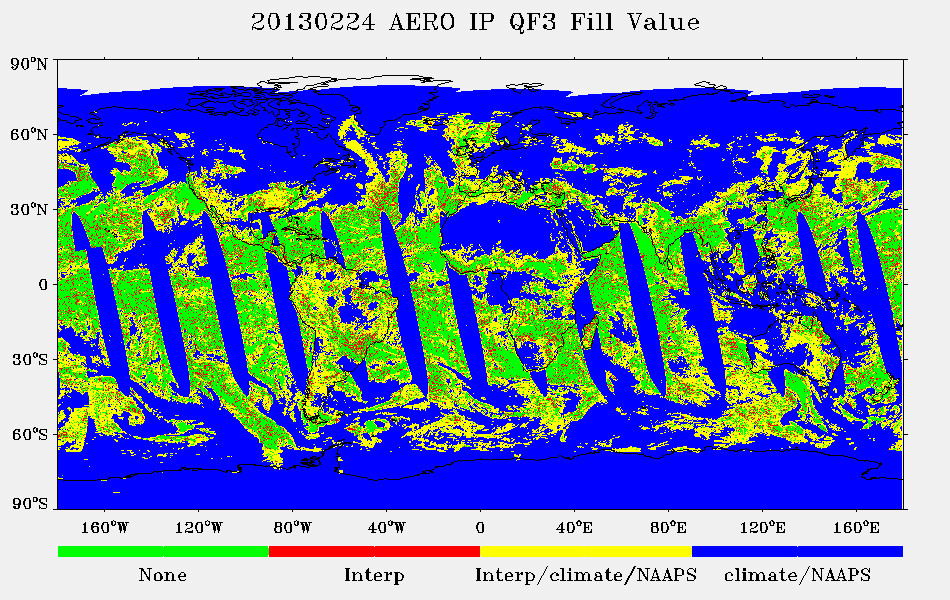 20130224 AERO IP QF3 Fill Value
90°N
60°N
30°N
0
30°S
60°S
90°S
160°W 120°W 80°W 40°W 0 40°E 80°E 120°E 160°E
None Interp Interp/climate/NAAPS climate/NAAPS